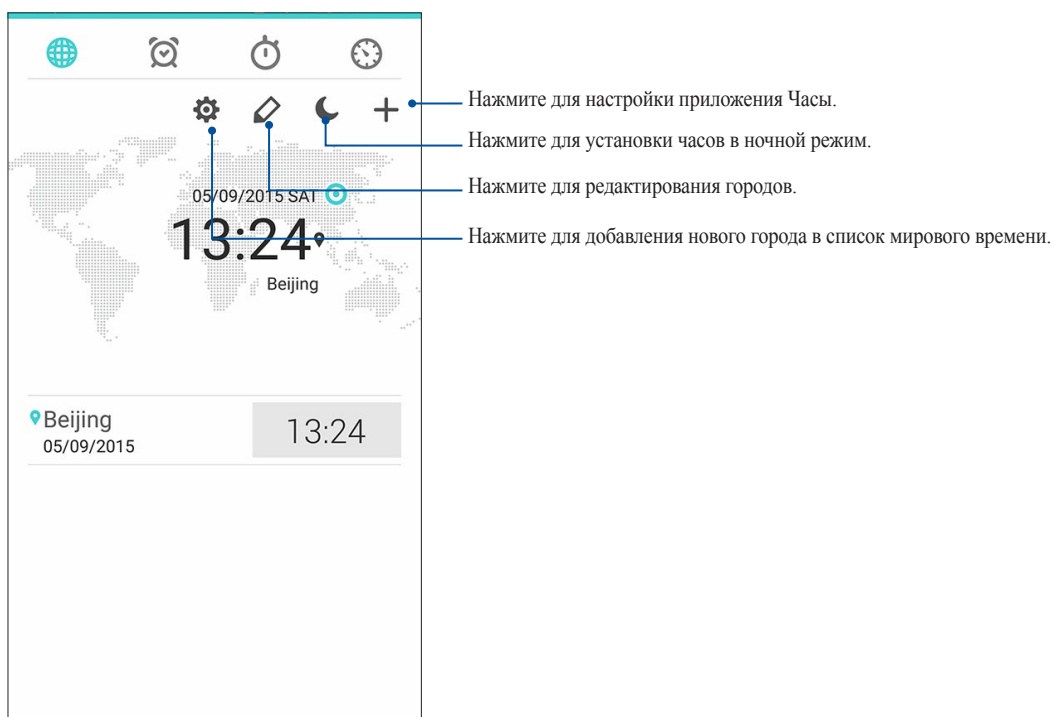 Нажмите для настройки приложения Часы.
Нажмите для установки часов в ночной режим.
Нажмите для редактирования городов.
Нажмите для добавления нового города в список мирового времени.
05/09/2015 SAT
13:24
Beijing
Beijing
05/09/2015
13:24